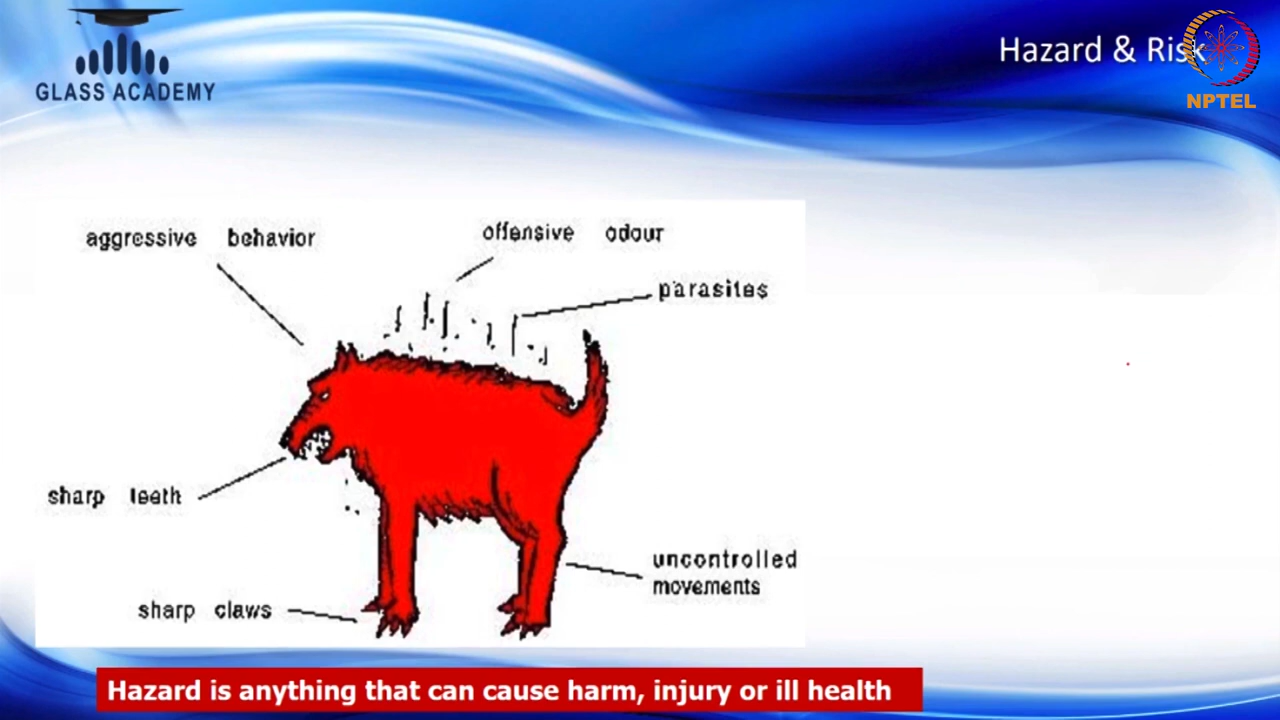 GLASS ACADEMY
Hazard & Risk
NPTEL
aggressive behavior
offensive odour
parasites
sharp teeth
uncontrolled
movements
sharp claws
Hazard is anything that can cause harm, injury or ill health